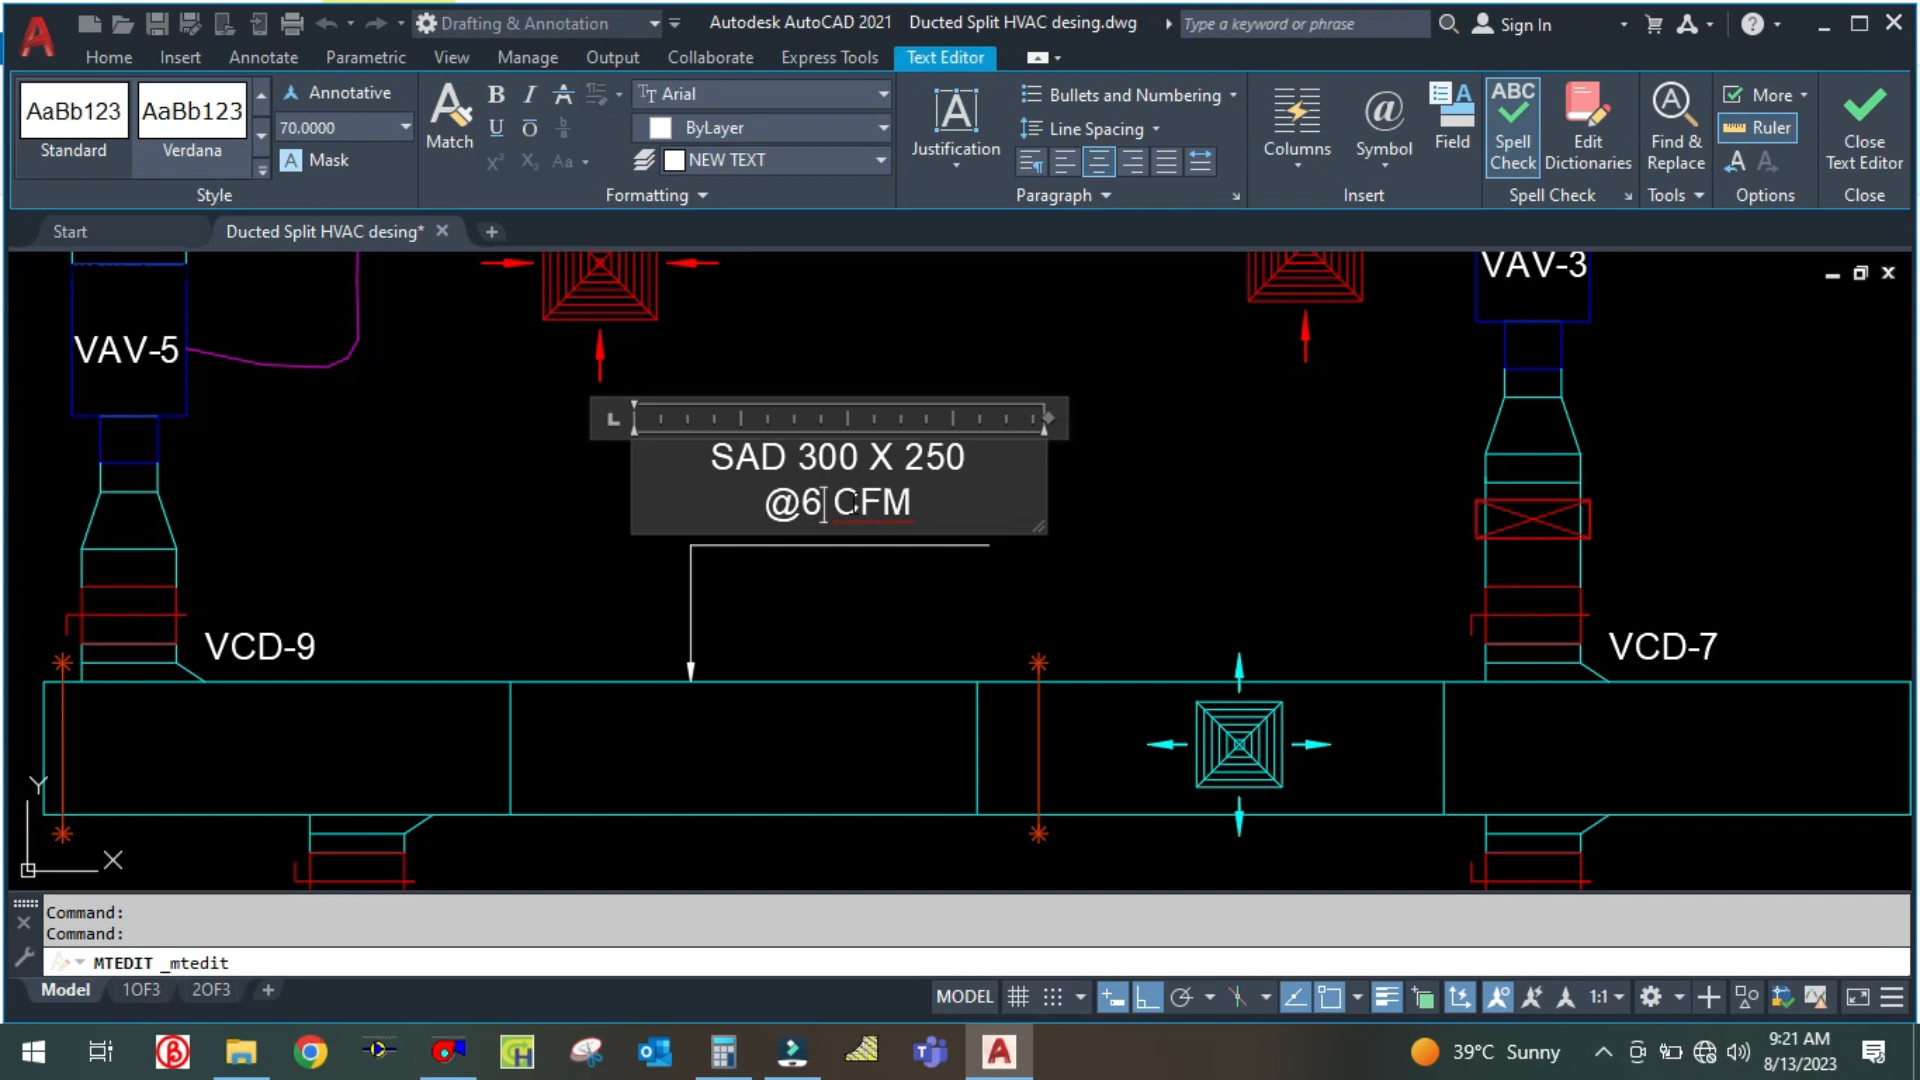 Drafting & Annotation
Autodesk AutoCAD 2021 Ducted Split HVAC desing.dwg
Type a keyword or phrase
Sign In
Home Insert Annotate Parametric View Manage Output Collaborate Express Tools Text Editor
AaBb123 AaBb123
Standard Verdana
Annotative
70.0000
Mask
Style
Match
Arial
ByLayer
NEW TEXT
Formatting
Justification
Bullets and Numbering
Line Spacing
Paragraph
Columns
Symbol
Field
Insert
ABC
Spell
Check
Edit
Dictionaries
Spell Check
Find &
Replace
Tools
More
Ruler
Options
Close
Text Editor
Close
Start
Ducted Split HVAC desing*
VAV-3
VAV-5
SAD 300 X 250
@6 CFM
VCD-9
VCD-7
Y
X
Command:
Command:
MTEDIT _mtedit
Model 1OF3 2OF3
MODEL
1:1
39°C Sunny
9:21 AM
8/13/2023